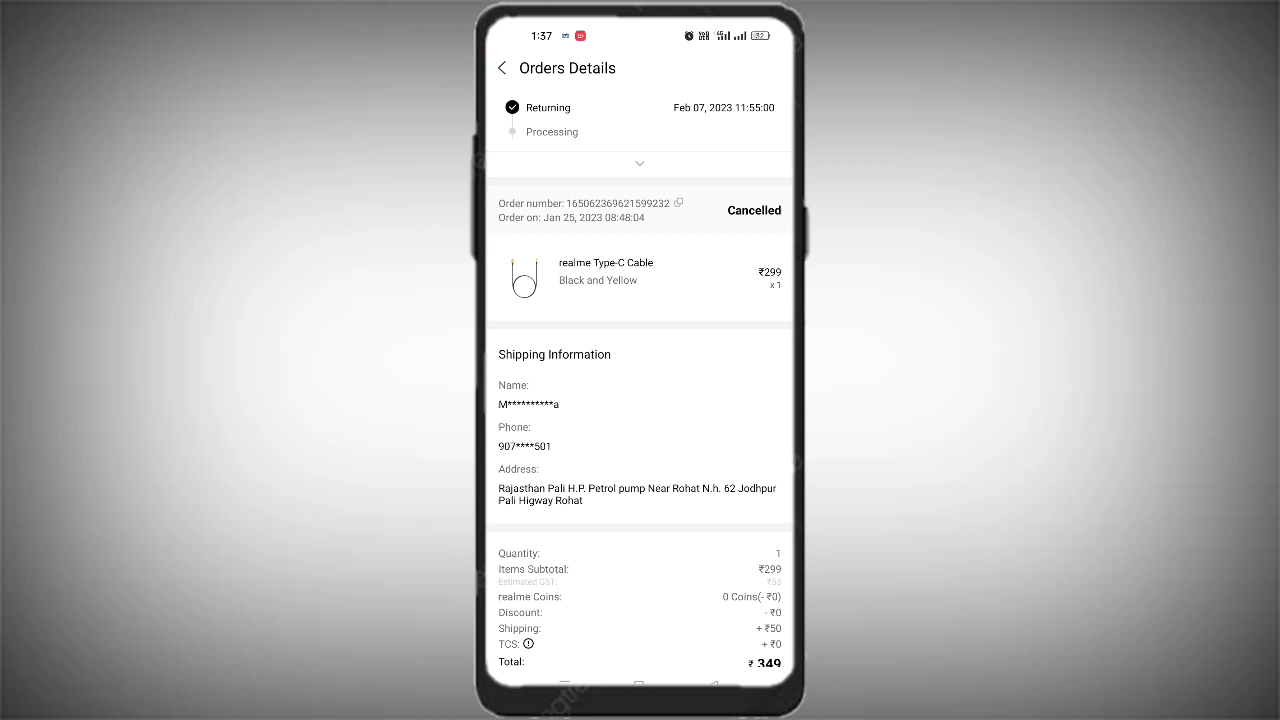 1:37
Orders Details
Returning Feb 07, 2023 11:55:00
Processing
Order number: 165062369621599232
Order on: Jan 25, 2023 08:48:04
Cancelled
realme Type-C Cable
Black and Yellow
₹299
x 1
Shipping Information
Name:
M**********a
Phone:
907****501
Address:
Rajasthan Pali H.P. Petrol pump Near Rohat N.h. 62 Jodhpur
Pali Higway Rohat
Quantity: 1
Items Subtotal: ₹299
Estimated GST: ₹53
realme Coins: 0 Coins(- ₹0)
Discount: - ₹0
Shipping: + ₹50
TCS: + ₹0
Total: ₹ 349